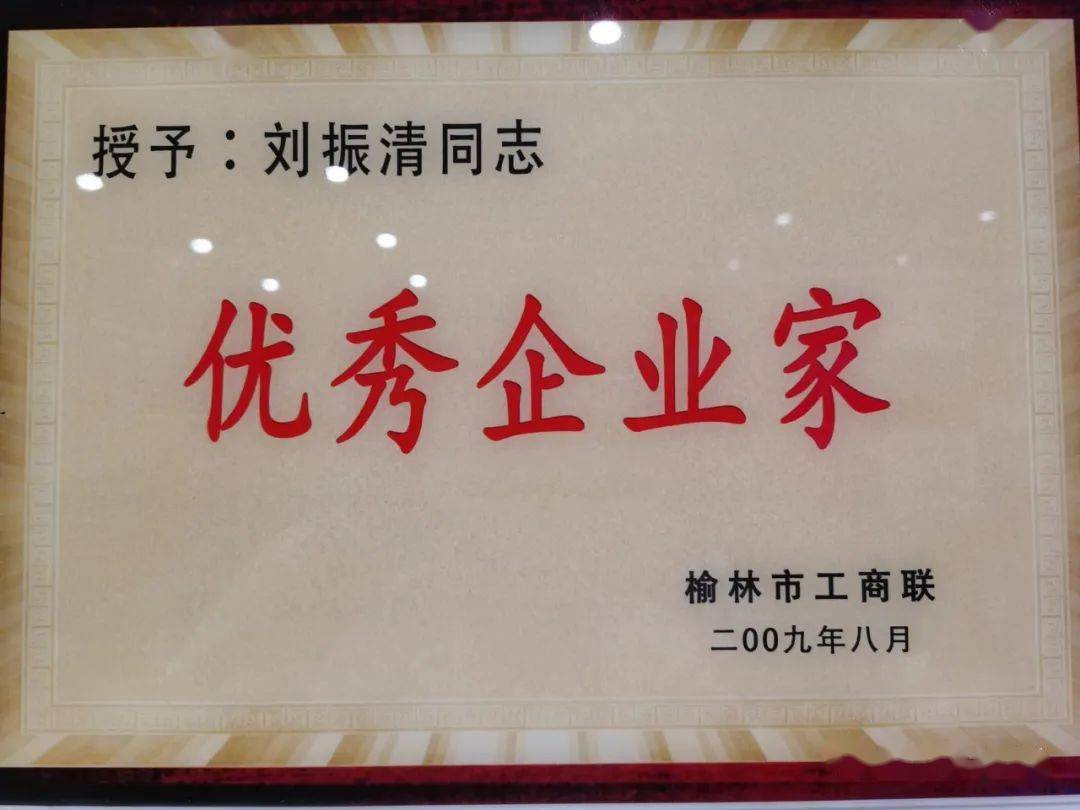 授予：刘振清同志
优秀企业家
榆林市工商联
二00九年八月